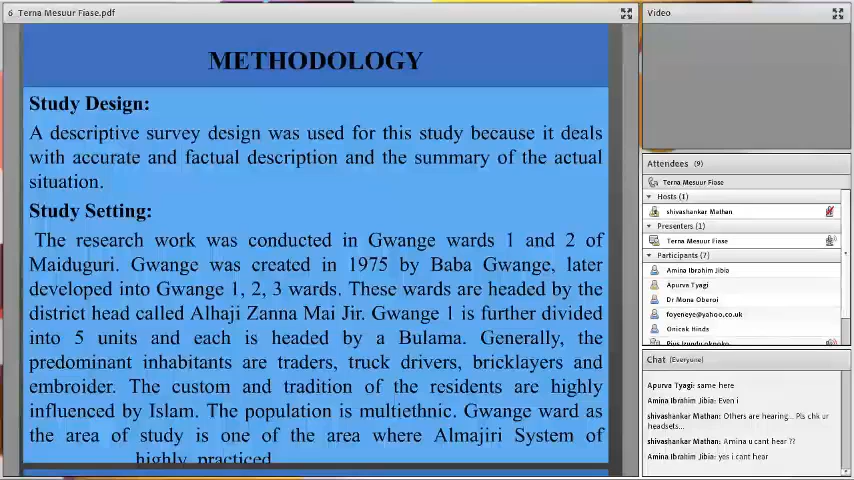 6 Terna Mesuur Fiase.pdf
METHODOLOGY
Study Design:
A descriptive survey design was used for this study because it deals
with accurate and factual description and the summary of the actual
situation.
Study Setting:
The research work was conducted in Gwange wards 1 and 2 of
Maiduguri. Gwange was created in 1975 by Baba Gwange, later
developed into Gwange 1, 2, 3 wards. These wards are headed by the
district head called Alhaji Zanna Mai Jir. Gwange 1 is further divided
into 5 units and each is headed by a Bulama. Generally, the
predominant inhabitants are traders, truck drivers, bricklayers and
embroider. The custom and tradition of the residents are highly
influenced by Islam. The population is multiethnic. Gwange ward as
the area of study is one of the area where Almajiri System of
highly practiced
Video
Attendees (9)
Terna Mesuur Fiase
Hosts (1)
shivashankar Mathan
Presenters (1)
Terna Mesuur Fiase
Participants (7)
Amina Ibrahim Jibia
Apurva Tyagi
Dr Mona Oberoi
foyeneye@yahoo.co.uk
Onicak Hinds
Chat (Everyone)
Apurva Tyagi: same here
Amina Ibrahim Jibia: Even i
shivashankar Mathan: Others are hearing... Pls chk ur
headsets...
shivashankar Mathan: Amina u cant hear ??
Amina Ibrahim Jibia: yes i cant hear